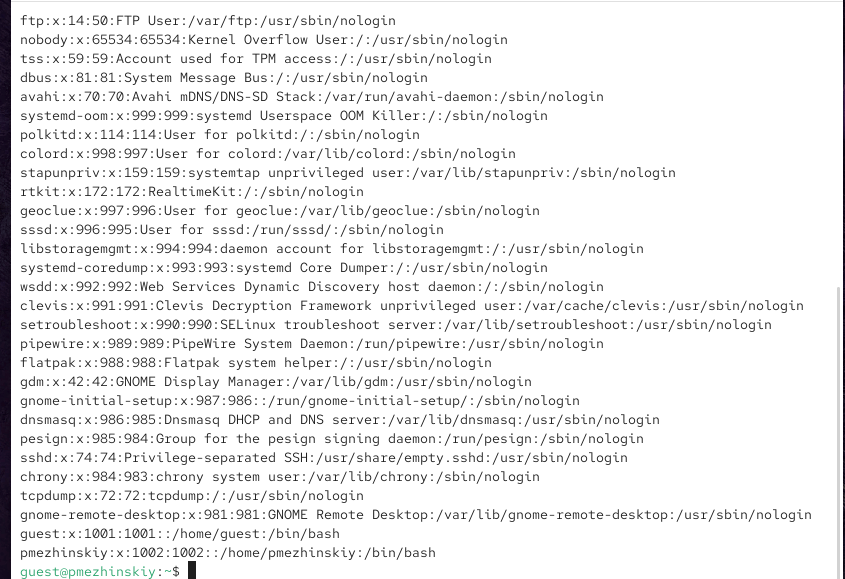 ftp:x:14:50:FTP User:/var/ftp:/usr/sbin/nologin
nobody:x:65534:65534:Kernel Overflow User:/:/usr/sbin/nologin
tss:x:59:59:Account used for TPM access:/:/usr/sbin/nologin
dbus:x:81:81:System Message Bus:/:/usr/sbin/nologin
avahi:x:70:70:Avahi mDNS/DNS-SD Stack:/var/run/avahi-daemon:/sbin/nologin
systemd-oom:x:999:999:systemd Userspace OOM Killer:/:/usr/sbin/nologin
polkitd:x:114:114:User for polkitd:/:/sbin/nologin
colord:x:998:997:User for colord:/var/lib/colord:/sbin/nologin
stapunpriv:x:159:159:systemtap unprivileged user:/var/lib/stapunpriv:/sbin/nologin
rtkit:x:172:172:RealtimeKit:/:/sbin/nologin
geoclue:x:997:996:User for geoclue:/var/lib/geoclue:/sbin/nologin
sssd:x:996:995:User for sssd:/run/sssd/:/sbin/nologin
libstoragemgmt:x:994:994:daemon account for libstoragemgmt:/:/usr/sbin/nologin
systemd-coredump:x:993:993:systemd Core Dumper:/:/usr/sbin/nologin
wsdd:x:992:992:Web Services Dynamic Discovery host daemon:/:/sbin/nologin
clevis:x:991:991:Clevis Decryption Framework unprivileged user:/var/cache/clevis:/usr/sbin/nologin
setroubleshoot:x:990:990:SELinux troubleshoot server:/var/lib/setroubleshoot:/usr/sbin/nologin
pipewire:x:989:989:PipeWire System Daemon:/run/pipewire:/usr/sbin/nologin
flatpak:x:988:988:Flatpak system helper:/:/usr/sbin/nologin
gdm:x:42:42:GNOME Display Manager:/var/lib/gdm:/usr/sbin/nologin
gnome-initial-setup:x:987:986::/run/gnome-initial-setup/:/sbin/nologin
dnsmasq:x:986:985:Dnsmasq DHCP and DNS server:/var/lib/dnsmasq:/usr/sbin/nologin
pesign:x:985:984:Group for the pesign signing daemon:/run/pesign:/sbin/nologin
sshd:x:74:74:Privilege-separated SSH:/usr/share/empty.sshd:/usr/sbin/nologin
chrony:x:984:983:chrony system user:/var/lib/chrony:/sbin/nologin
tcpdump:x:72:72:tcpdump:/:/usr/sbin/nologin
gnome-remote-desktop:x:981:981:GNOME Remote Desktop:/var/lib/gnome-remote-desktop:/usr/sbin/nologin
guest:x:1001:1001::/home/guest:/bin/bash
pmezhinskiy:x:1002:1002::/home/pmezhinskiy:/bin/bash
guest@pmezhinskiy:~$